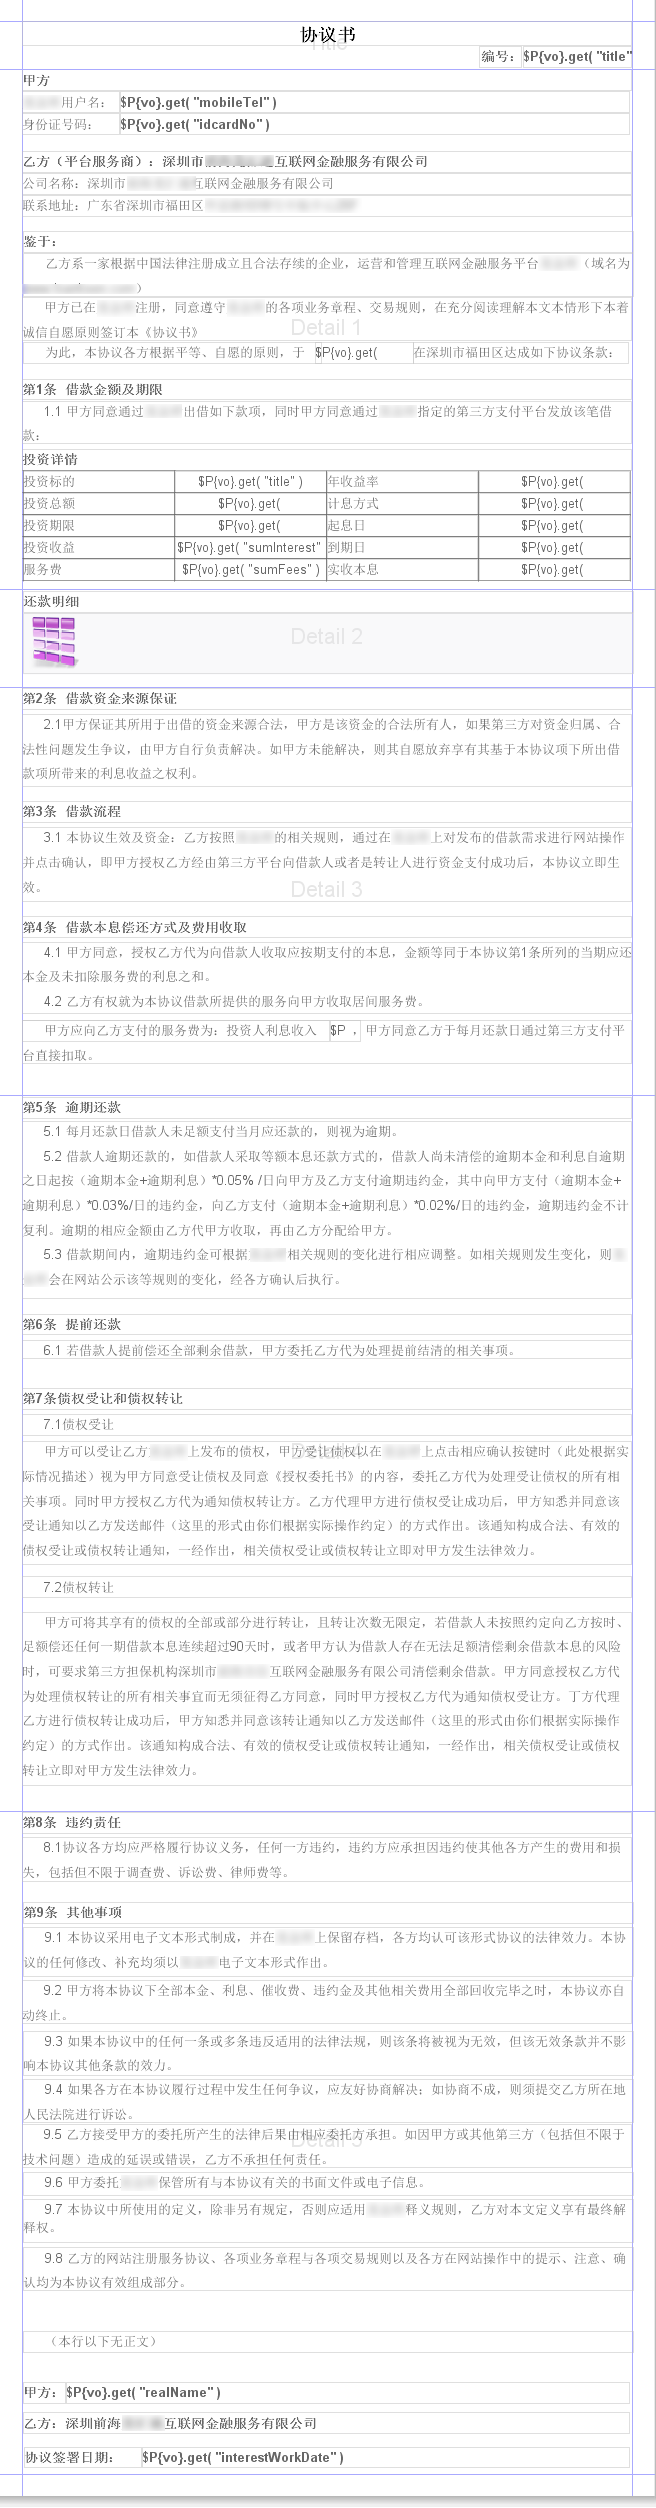 协议书
Title
编号： $P{vo}.get( "title"
甲方
用户名： $P{vo}.get( "mobileTel" )
身份证号码： $P{vo}.get( "idcardNo" )
乙方（平台服务商）：深圳市 互联网金融服务有限公司
公司名称：深圳市 互联网金融服务有限公司
联系地址：广东省深圳市福田区
鉴于：
乙方系一家根据中国法律注册成立且合法存续的企业，运营和管理互联网金融服务平台 （域名为
）
甲方已在 注册，同意遵守 的各项业务章程、交易规则，在充分阅读理解本文本情形下本着
诚信自愿原则签订本《协议书》
Detail 1
为此，本协议各方根据平等、自愿的原则，于 $P{vo}.get( 在深圳市福田区达成如下协议条款：
第1条 借款金额及期限
1.1 甲方同意通过 出借如下款项，同时甲方同意通过 指定的第三方支付平台发放该笔借
款：
投资详情
投资标的 $P{vo}.get( "title" ) 年收益率 $P{vo}.get(
投资总额 $P{vo}.get( 计息方式 $P{vo}.get(
投资期限 $P{vo}.get( 起息日 $P{vo}.get(
投资收益 $P{vo}.get( "sumInterest" 到期日 $P{vo}.get(
服务费 $P{vo}.get( "sumFees" ) 实收本息 $P{vo}.get(
还款明细
Detail 2
第2条 借款资金来源保证
2.1甲方保证其所用于出借的资金来源合法，甲方是该资金的合法所有人，如果第三方对资金归属、合
法性问题发生争议，由甲方自行负责解决。如甲方未能解决，则其自愿放弃享有其基于本协议项下所出借
款项所带来的利息收益之权利。
第3条 借款流程
3.1 本协议生效及资金：乙方按照 的相关规则，通过在 上对发布的借款需求进行网站操作
并点击确认，即甲方授权乙方经由第三方平台向借款人或者是转让人进行资金支付成功后，本协议立即生
效。
Detail 3
第4条 借款本息偿还方式及费用收取
4.1 甲方同意，授权乙方代为向借款人收取应按期支付的本息，金额等同于本协议第1条所列的当期应还
本金及未扣除服务费的利息之和。
4.2 乙方有权就为本协议借款所提供的服务向甲方收取居间服务费。
甲方应向乙方支付的服务费为：投资人利息收入 $P ，甲方同意乙方于每月还款日通过第三方支付平
台直接扣取。
第5条 逾期还款
5.1 每月还款日借款人未足额支付当月应还款的，则视为逾期。
5.2 借款人逾期还款的，如借款人采取等额本息还款方式的，借款人尚未清偿的逾期本金和利息自逾期
之日起按（逾期本金+逾期利息）*0.05% /日向甲方及乙方支付逾期违约金，其中向甲方支付（逾期本金+
逾期利息）*0.03%/日的违约金，向乙方支付（逾期本金+逾期利息）*0.02%/日的违约金，逾期违约金不计
复利。逾期的相应金额由乙方代甲方收取，再由乙方分配给甲方。
5.3 借款期间内，逾期违约金可根据 相关规则的变化进行相应调整。如相关规则发生变化，则
会在网站公示该等规则的变化，经各方确认后执行。
第6条 提前还款
6.1 若借款人提前偿还全部剩余借款，甲方委托乙方代为处理提前结清的相关事项。
第7条债权受让和债权转让
7.1债权受让
甲方可以受让乙方 上发布的债权，甲方受让债权以在 上点击相应确认按键时（此处根据实
际情况描述）视为甲方同意受让债权及同意《授权委托书》的内容，委托乙方代为处理受让债权的所有相
关事项。同时甲方授权乙方代为通知债权转让方。乙方代理甲方进行债权受让成功后，甲方知悉并同意该
受让通知以乙方发送邮件（这里的形式由你们根据实际操作约定）的方式作出。该通知构成合法、有效的
债权受让或债权转让通知，一经作出，相关债权受让或债权转让立即对甲方发生法律效力。
7.2债权转让
甲方可将其享有的债权的全部或部分进行转让，且转让次数无限定，若借款人未按照约定向乙方按时、
足额偿还任何一期借款本息连续超过90天时，或者甲方认为借款人存在无法足额清偿剩余借款本息的风险
时，可要求第三方担保机构深圳市 互联网金融服务有限公司清偿剩余借款。甲方同意授权乙方代
为处理债权转让的所有相关事宜而无须征得乙方同意，同时甲方授权乙方代为通知债权受让方。丁方代理
乙方进行债权转让成功后，甲方知悉并同意该转让通知以乙方发送邮件（这里的形式由你们根据实际操作
约定）的方式作出。该通知构成合法、有效的债权受让或债权转让通知，一经作出，相关债权受让或债权
转让立即对甲方发生法律效力。
第8条 违约责任
8.1协议各方均应严格履行协议义务，任何一方违约，违约方应承担因违约使其他各方产生的费用和损
失，包括但不限于调查费、诉讼费、律师费等。
第9条 其他事项
9.1 本协议采用电子文本形式制成，并在 上保留存档，各方均认可该形式协议的法律效力。本协
议的任何修改、补充均须以 电子文本形式作出。
9.2 甲方将本协议下全部本金、利息、催收费、违约金及其他相关费用全部回收完毕之时，本协议亦自
动终止。
9.3 如果本协议中的任何一条或多条违反适用的法律法规，则该条将被视为无效，但该无效条款并不影
响本协议其他条款的效力。
9.4 如果各方在本协议履行过程中发生任何争议，应友好协商解决；如协商不成，则须提交乙方所在地
人民法院进行诉讼。
9.5 乙方接受甲方的委托所产生的法律后果由相应委托方承担。如因甲方或其他第三方（包括但不限于
技术问题）造成的延误或错误，乙方不承担任何责任。
9.6 甲方委托 保管所有与本协议有关的书面文件或电子信息。
9.7 本协议中所使用的定义，除非另有规定，否则应适用 释义规则，乙方对本文定义享有最终解
释权。
9.8 乙方的网站注册服务协议、各项业务章程与各项交易规则以及各方在网站操作中的提示、注意、确
认均为本协议有效组成部分。
（本行以下无正文）
甲方： $P{vo}.get( "realName" )
乙方：深圳前海 互联网金融服务有限公司
协议签署日期： $P{vo}.get( "interestWorkDate" )